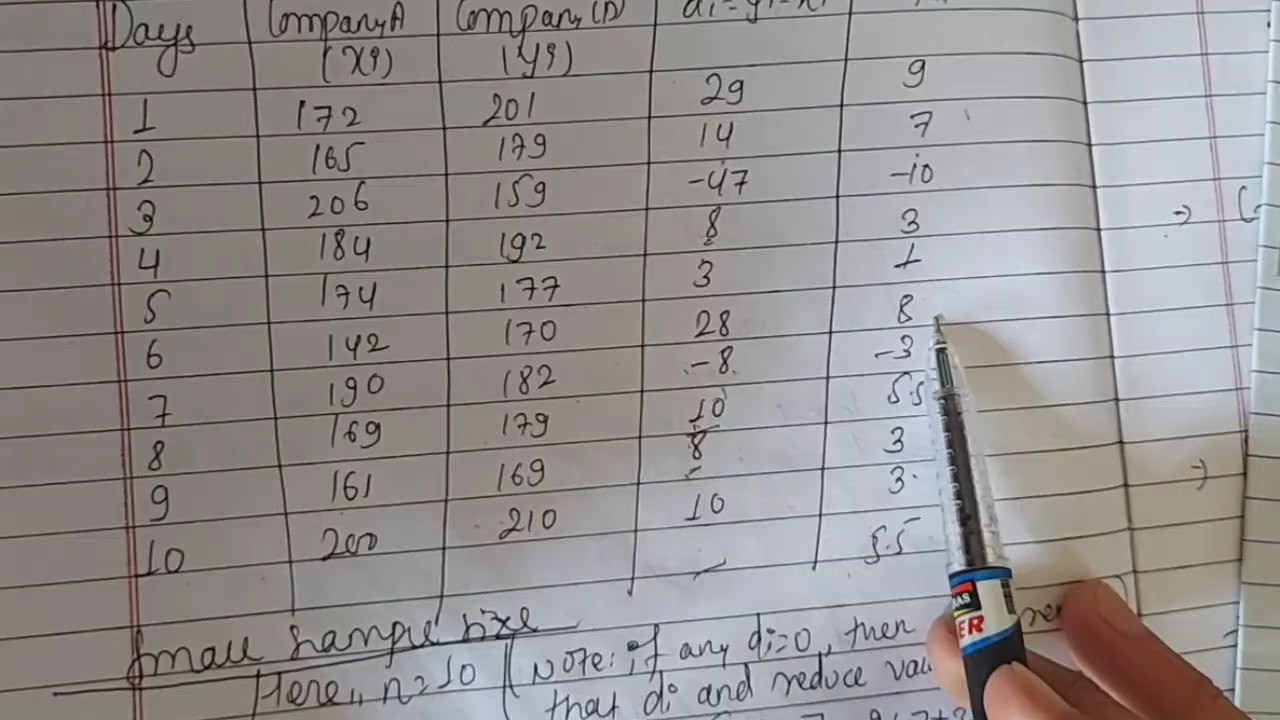 Days Company A Company (B) di = yi - xi
(xi) (yi)
1 172 201 29 9
2 165 179 14 7
3 206 159 -47 -10
4 184 192 8 3
5 174 177 3 1
6 142 170 28 8
7 190 182 -8 -3
8 169 179 10 5.5
9 161 169 8 3
3
10 200 210 10 5.5
Small sample size
Here,, n=10 (Note: if any di=0, then
that di and reduce